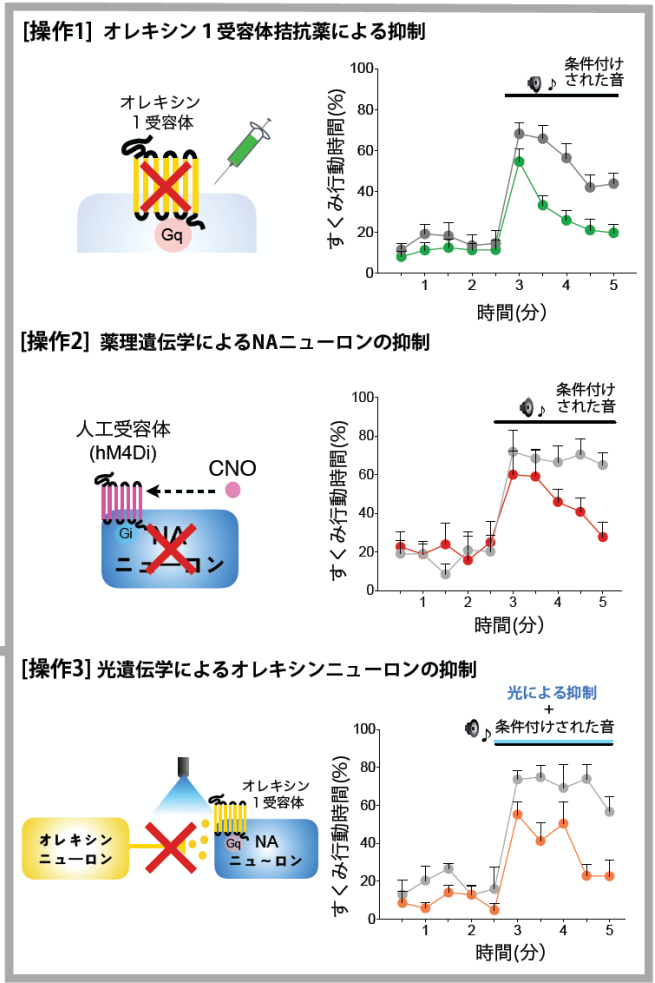 [操作1] オレキシン1受容体拮抗薬による抑制
オレキシン
1受容体
Gq
条件付け
された音
すくみ行動時間(%)
100
80
60
40
20
0
1
2
3
4
5
時間(分)
[操作2] 薬理遺伝学によるNAニューロンの抑制
人工受容体
(hM4Di)
CNO
Gi
NA
ニューロン
条件付け
された音
すくみ行動時間(%)
100
80
60
40
20
0
1
2
3
4
5
時間(分)
[操作3] 光遺伝学によるオレキシンニューロンの抑制
オレキシン
ニューロン
オレキシン
1受容体
Gq
NA
ニュ~ロン
光による抑制
+
条件付けされた音
すくみ行動時間(%)
100
80
60
40
20
0
1
2
3
4
5
時間(分)